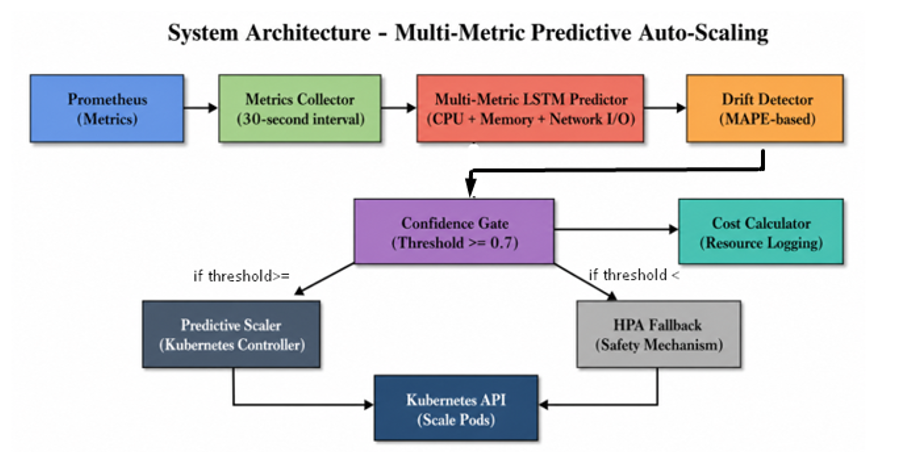 System Architecture – Multi-Metric Predictive Auto-Scaling
Prometheus
(Metrics)
Metrics Collector
(30-second interval)
Multi-Metric LSTM Predictor
(CPU + Memory + Network I/O)
Drift Detector
(MAPE-based)
Confidence Gate
(Threshold >= 0.7)
Cost Calculator
(Resource Logging)
if threshold>=
if threshold <
Predictive Scaler
(Kubernetes Controller)
HPA Fallback
(Safety Mechanism)
Kubernetes API
(Scale Pods)